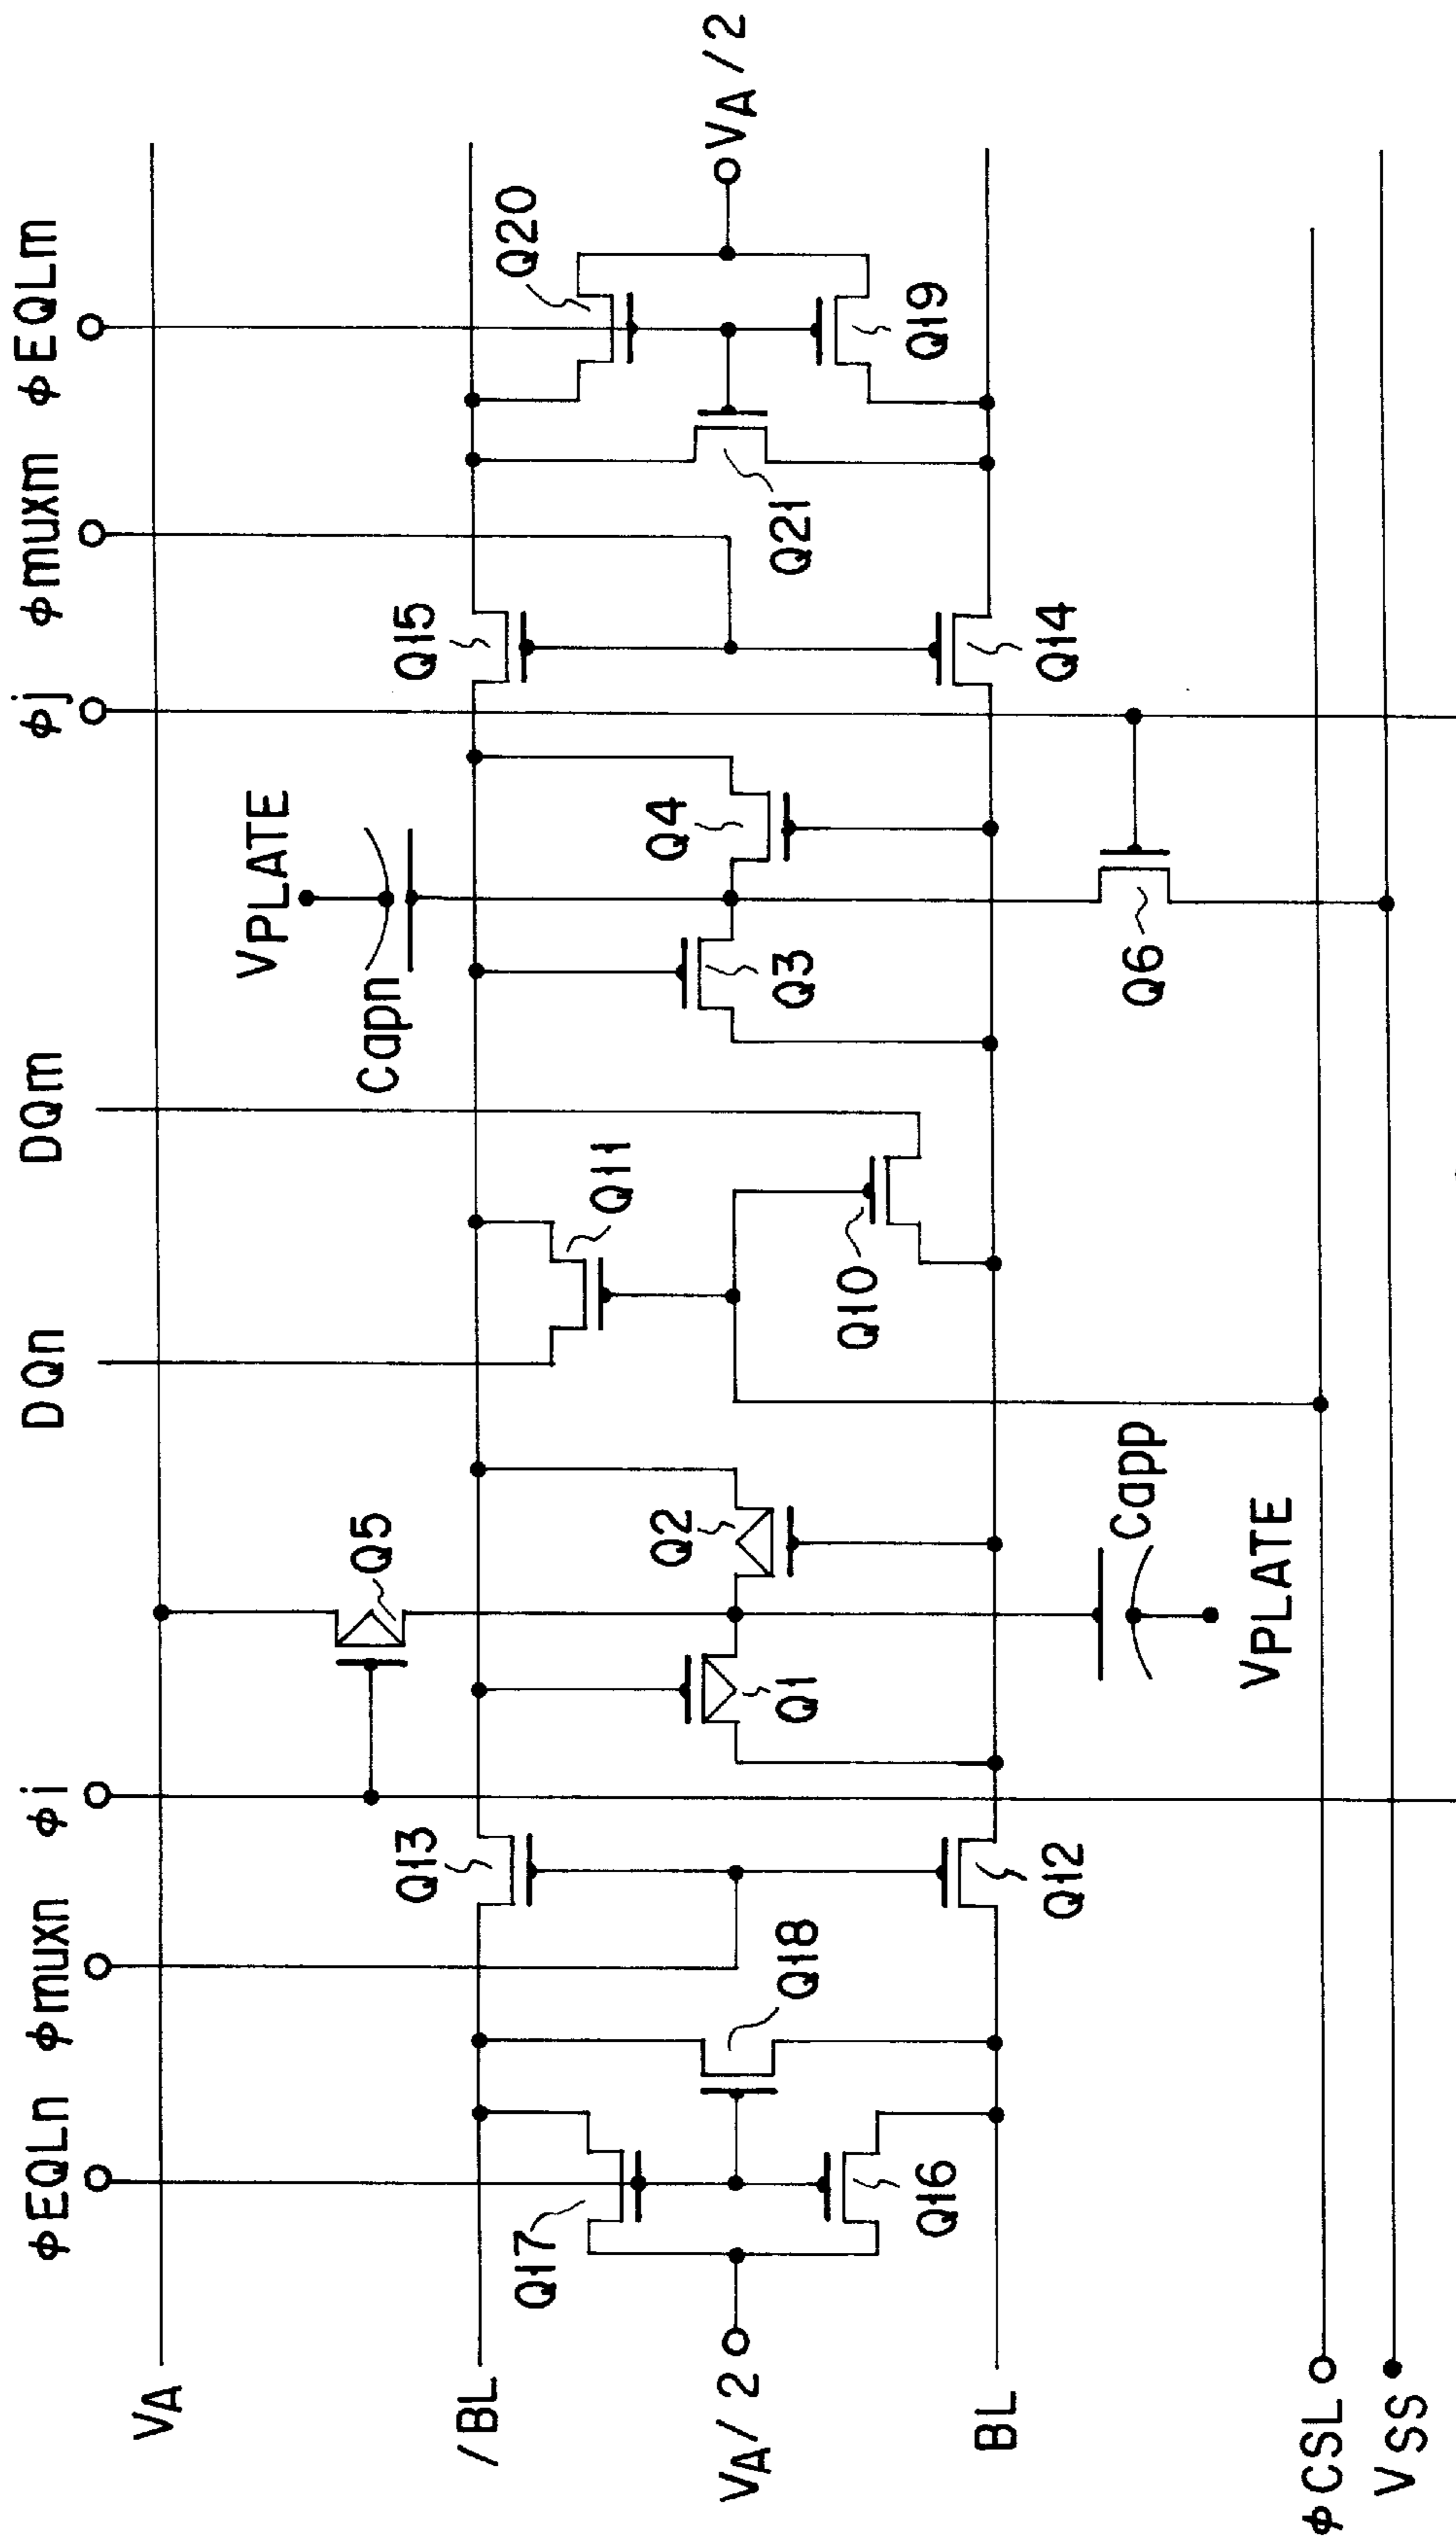 φEQLn φmuxn φi DQn DQm φj φmuxm φEQLm
VA
Q5
VPLATE
Capn
/BL
Q13
Q11
Q15
Q20
Q17
Q18
Q2
Q4
VA/2
VA/2
Q1
Q3
Q21
Q10
Q16
Q19
BL
Q12
Q14
Capp
Q6
VPLATE
φCSL
VSS